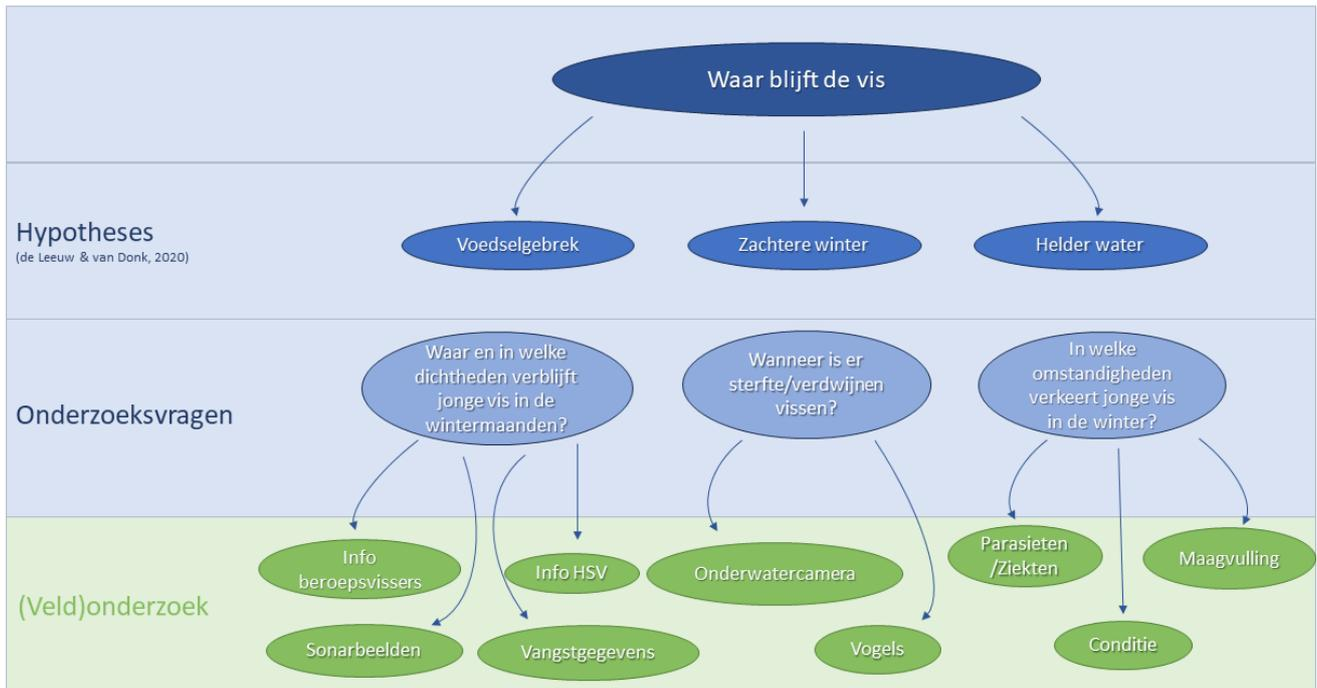 Waar blijft de vis
Hypotheses
(de Leeuw & van Donk, 2020)
Voedselgebrek
Zachtere winter
Helder water
Onderzoeksvragen
Waar en in welke
dichtheden verblijft
jonge vis in de
wintermaanden?
Wanneer is er
sterfte/verdwijnen
vissen?
In welke
omstandigheden
verkeert jonge vis
in de winter?
(Veld)onderzoek
Info
beroepsvissers
Info HSV
Onderwatercamera
Parasieten
/Ziekten
Maagvulling
Sonarbeelden
Vangstgegevens
Vogels
Conditie